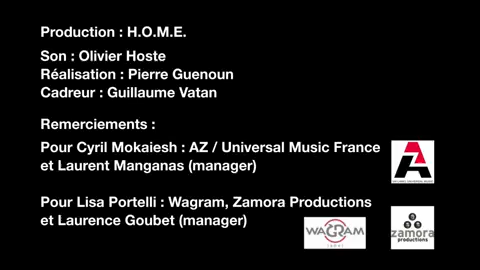 Production : H.O.M.E.
Son : Olivier Hoste
Réalisation : Pierre Guenoun
Cadreur : Guillaume Vatan
Remerciements :
Pour Cyril Mokaiesh : AZ / Universal Music France
et Laurent Manganas (manager)
Pour Lisa Portelli : Wagram, Zamora Productions
et Laurence Goubet (manager)
WAGRAM
zamora
productions